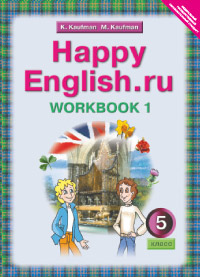 K. Kaufman M. Kaufman
Happy
English.ru
WORKBOOK 1
5
класс